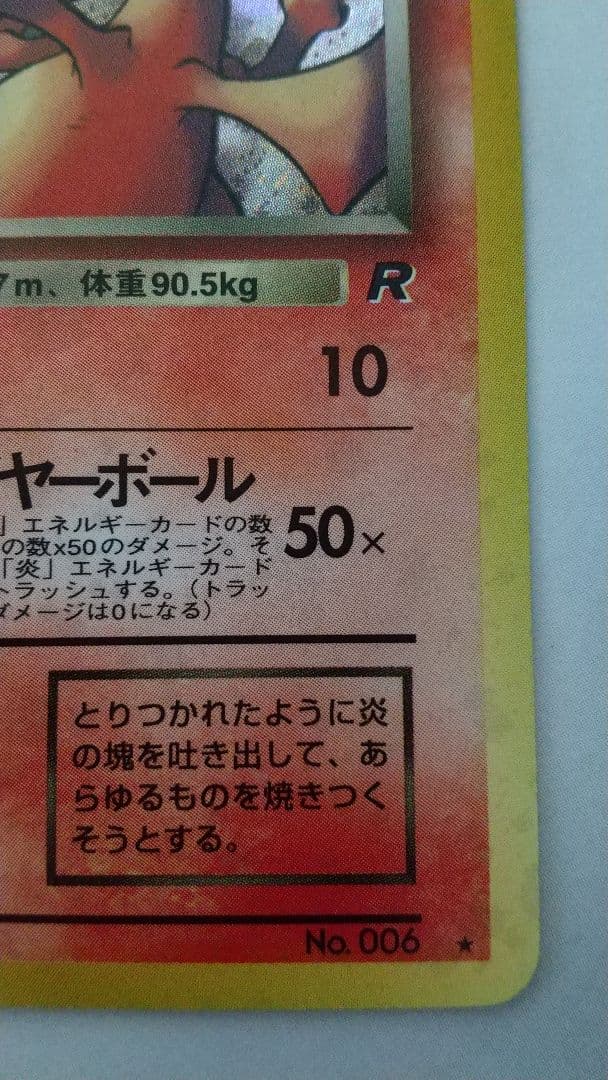 7m、体重90.5kg
R
10
ヤーボール
」エネルギーカードの数
の数x50のダメージ。そ
「炎」エネルギーカード
トラッシュする。(トラッ
ダメージは0になる)
50×
とりつかれたように炎
の塊を吐き出して、あ
らゆるものを焼きつく
そうとする。
No. 006 ★